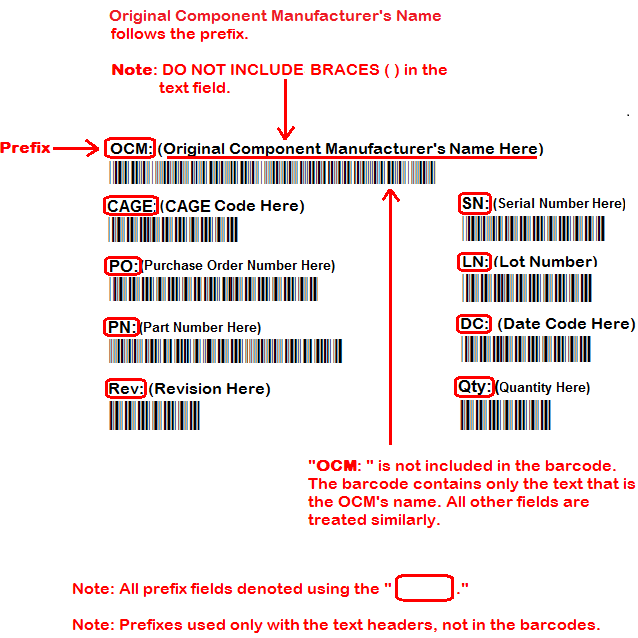 Original Component Manufacturer's Name
follows the prefix.
Note: DO NOT INCLUDE BRACES ( ) in the
text field.
Prefix
OCM: (Original Component Manufacturer's Name Here)
CAGE: (CAGE Code Here)
SN: (Serial Number Here)
PO: (Purchase Order Number Here)
LN: (Lot Number)
PN: (Part Number Here)
DC: (Date Code Here)
Rev: (Revision Here)
Qty: (Quantity Here)
"OCM: " is not included in the barcode.
The barcode contains only the text that is
the OCM's name. All other fields are
treated similarly.
Note: All prefix fields denoted using the " ."
Note: Prefixes used only with the text headers, not in the barcodes.